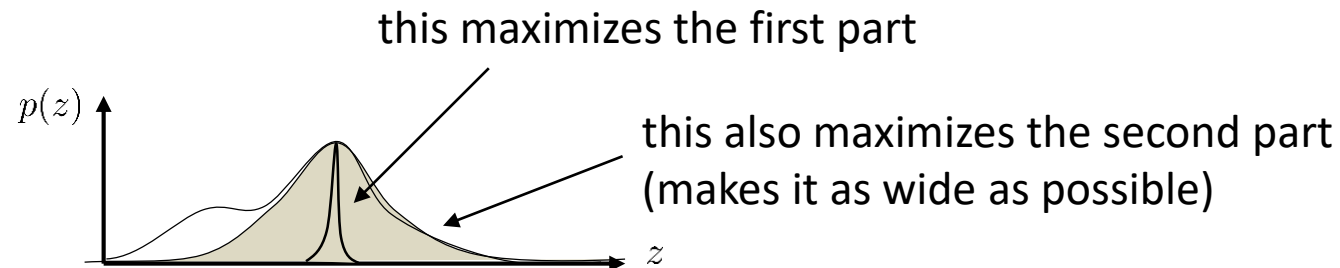 this maximizes the first part
p(z)
this also maximizes the second part
(makes it as wide as possible)
z